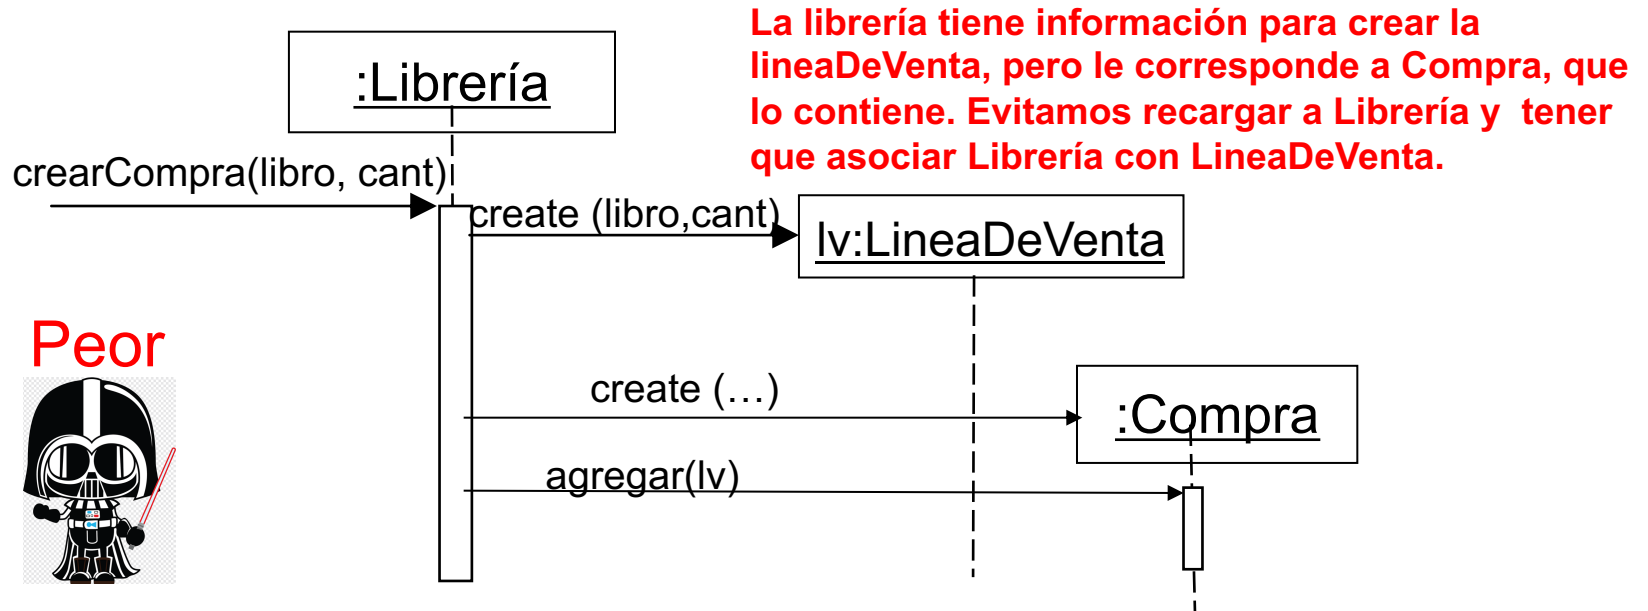 La librería tiene información para crear la
lineaDeVenta, pero le corresponde a Compra, que
lo contiene. Evitamos recargar a Librería y  tener
que asociar Librería con LineaDeVenta.
:Librería
crearCompra(libro, cant)
create (libro,cant)
lv:LineaDeVenta
Peor
create (…)
:Compra
agregar(lv)